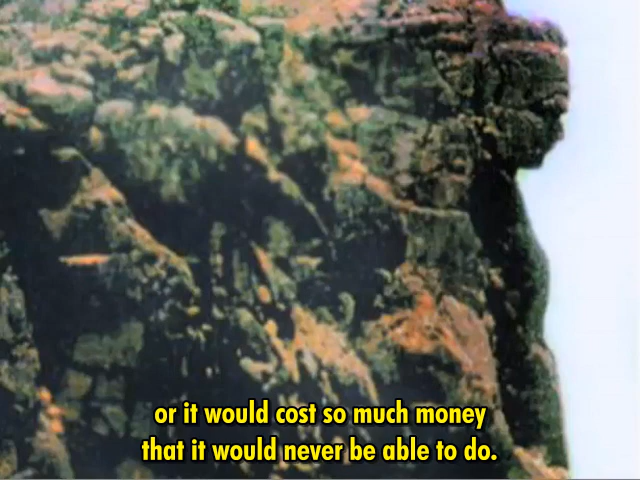 or it would cost so much money
that it would never be able to do.